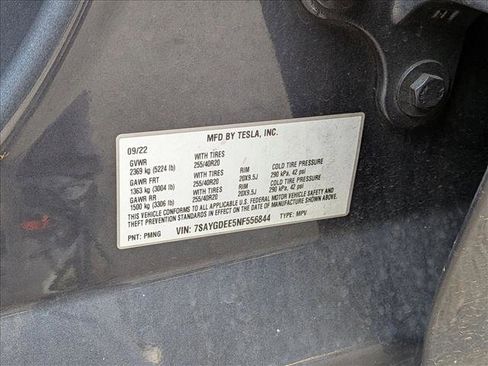 MFD BY TESLA, INC.
09/22
GVWR WITH TIRES RIM COLD TIRE PRESSURE
2369 kg (5224 lb) 255/40R20 20X9.5J 290 kPa, 42 psi
GAWR FRT WITH TIRES
1363 kg (3004 lb) 255/40R20 20X9.5J 290 kPa, 42 psi
GAWR RR WITH TIRES RIM COLD TIRE PRESSURE
1500 kg (3306 lb) 255/40R20
THIS VEHICLE CONFORMS TO ALL APPLICABLE U.S. FEDERAL MOTOR VEHICLE SAFETY AND
THEFT PREVENTION STANDARDS IN EFFECT ON THE DATE OF MANUFACTURE SHOWN ABOVE.
PNT: PMNG VIN: 7SAYGDEE5NF556844 TYPE: MPV